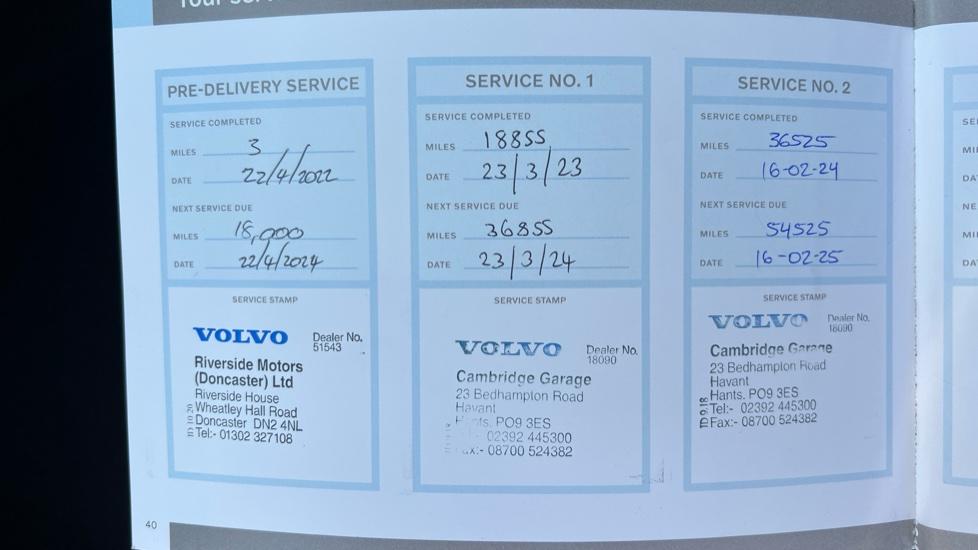 PRE-DELIVERY SERVICE
SERVICE COMPLETED
MILES 3
DATE 22/4/2022
NEXT SERVICE DUE
MILES 18,000
DATE 22/4/2024
SERVICE STAMP
VOLVO Dealer No.
51543
Riverside Motors
(Doncaster) Ltd
Riverside House
Wheatley Hall Road
Doncaster DN2 4NL
Tel:- 01302 327108
SERVICE NO. 1
SERVICE COMPLETED
MILES 18855
DATE 23/3/23
NEXT SERVICE DUE
MILES 36855
DATE 23/3/24
SERVICE STAMP
VOLVO Dealer No.
18090
Cambridge Garage
23 Bedhampton Road
Havant
PO9 3ES
02392 445300
08700 524382
SERVICE NO. 2
SERVICE COMPLETED
MILES 36525
DATE 16-02-24
NEXT SERVICE DUE
MILES 54525
DATE 16-02-25
SERVICE STAMP
VOLVO Dealer No.
18090
Cambridge Garage
23 Bedhampton Road
Havant
Hants. PO9 3ES
Tel:- 02392 445300
Fax:- 08700 524382
40